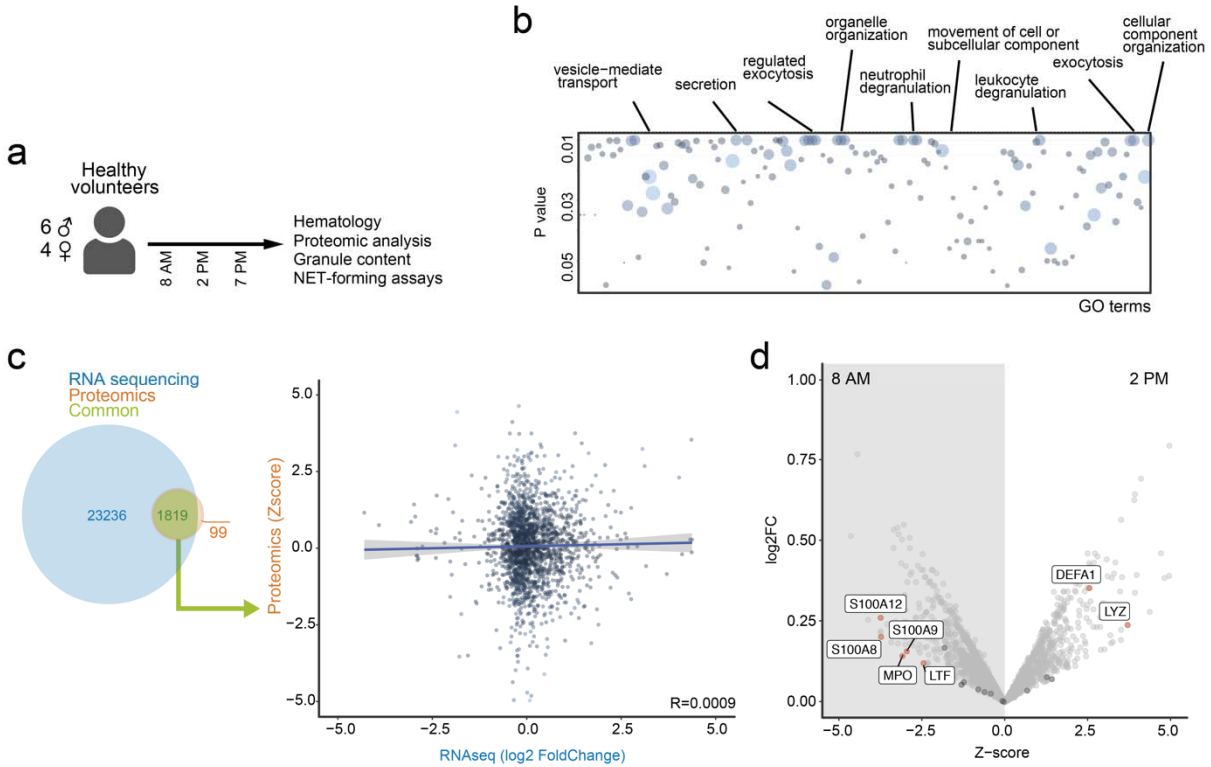 a
Healthy
volunteers
6 ♂
4 ♀
8 AM
2 PM
7 PM
Hematology
Proteomic analysis
Granule content
NET-forming assays
b
vesicle-mediate
transport
secretion
regulated
exocytosis
organelle
organization
neutrophil
degranulation
movement of cell or
subcellular component
leukocyte
degranulation
exocytosis
cellular
component
organization
P value
0.01
0.03
0.05
GO terms
c
RNA sequencing
Proteomics
Common
23236
1819
99
Proteomics (Zscore)
5.0
2.5
0.0
−2.5
−5.0
R=0.0009
−5.0
−2.5
0.0
2.5
5.0
RNAseq (log2 FoldChange)
d
8 AM
2 PM
log2FC
1.00
0.75
0.50
0.25
0.00
DEFA1
LYZ
S100A12
S100A9
S100A8
MPO
LTF
−5.0
−2.5
0.0
2.5
5.0
Z−score